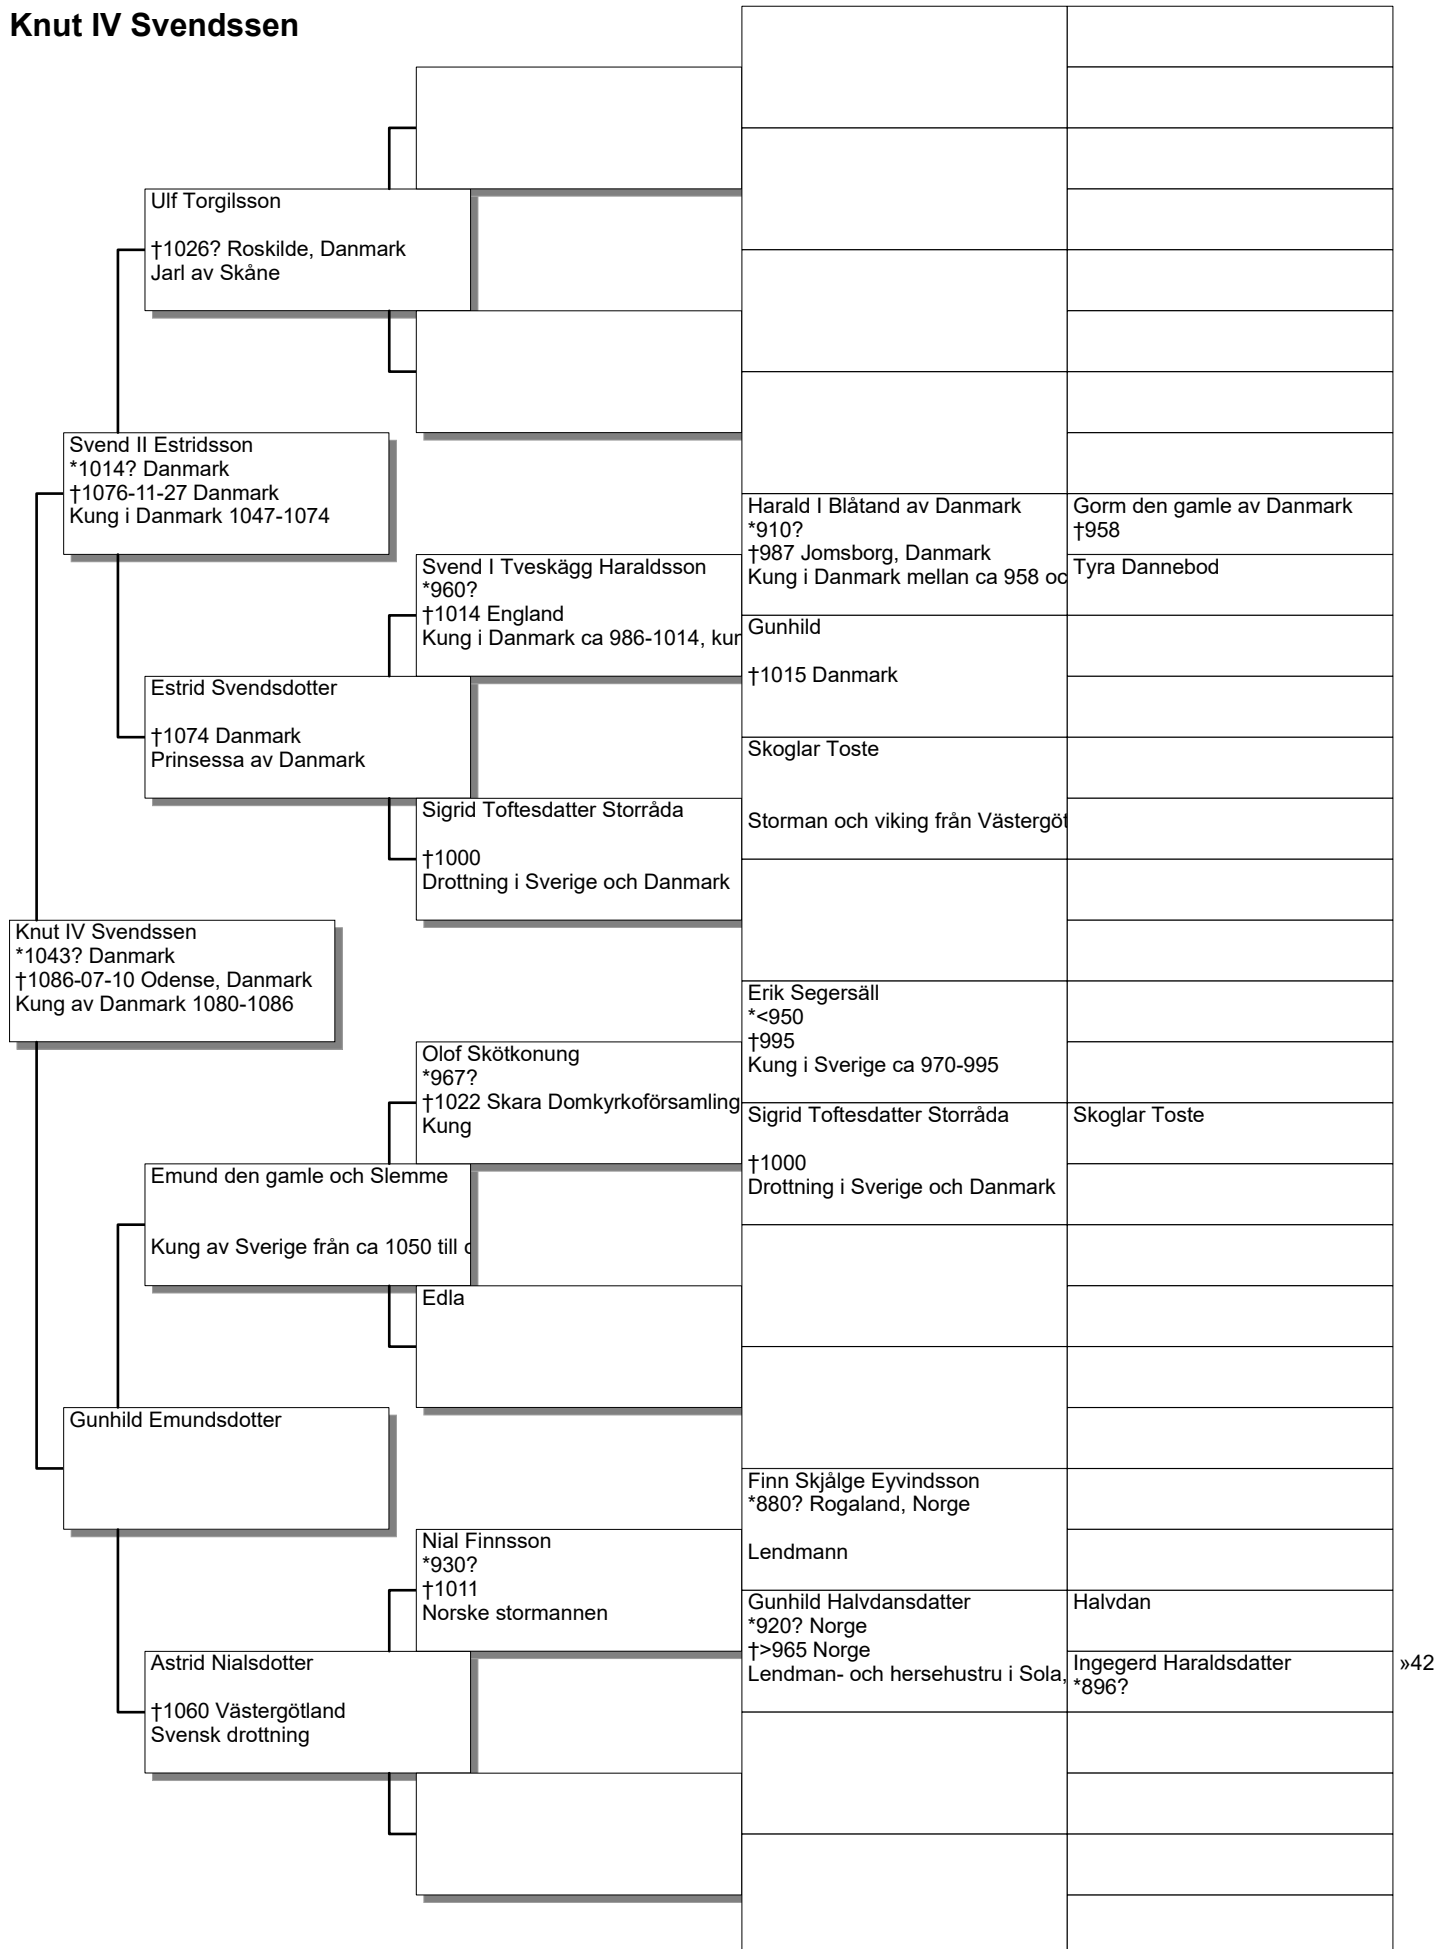 Knut IV Svendssen
Ulf Torgilsson
†1026? Roskilde, Danmark
Jarl av Skåne
Svend II Estridsson
*1014? Danmark
†1076-11-27 Danmark
Kung i Danmark 1047-1074
Harald I Blåtand av Danmark
*910?
†987 Jomsborg, Danmark
Kung i Danmark mellan ca 958 oc
Gorm den gamle av Danmark
†958
Tyra Dannebod
Svend I Tveskägg Haraldsson
*960?
†1014 England
Kung i Danmark ca 986-1014, kun
Gunhild
†1015 Danmark
Estrid Svendsdotter
†1074 Danmark
Prinsessa av Danmark
Skoglar Toste
Storman och viking från Västergöt
Sigrid Toftesdatter Storråda
†1000
Drottning i Sverige och Danmark
Knut IV Svendssen
*1043? Danmark
†1086-07-10 Odense, Danmark
Kung av Danmark 1080-1086
Erik Segersäll
*<950
†995
Kung i Sverige ca 970-995
Olof Skötkonung
*967?
†1022 Skara Domkyrkoförsamling
Kung
Sigrid Toftesdatter Storråda
†1000
Drottning i Sverige och Danmark
Skoglar Toste
Emund den gamle och Slemme
Kung av Sverige från ca 1050 till c
Edla
Gunhild Emundsdotter
Finn Skjålge Eyvindsson
*880? Rogaland, Norge
Lendmann
Nial Finnsson
*930?
†1011
Norske stormannen
Gunhild Halvdansdatter
*920? Norge
†>965 Norge
Lendman- och hersehustru i Sola,
Halvdan
Ingegerd Haraldsdatter
*896?
»42
Astrid Nialsdotter
†1060 Västergötland
Svensk drottning